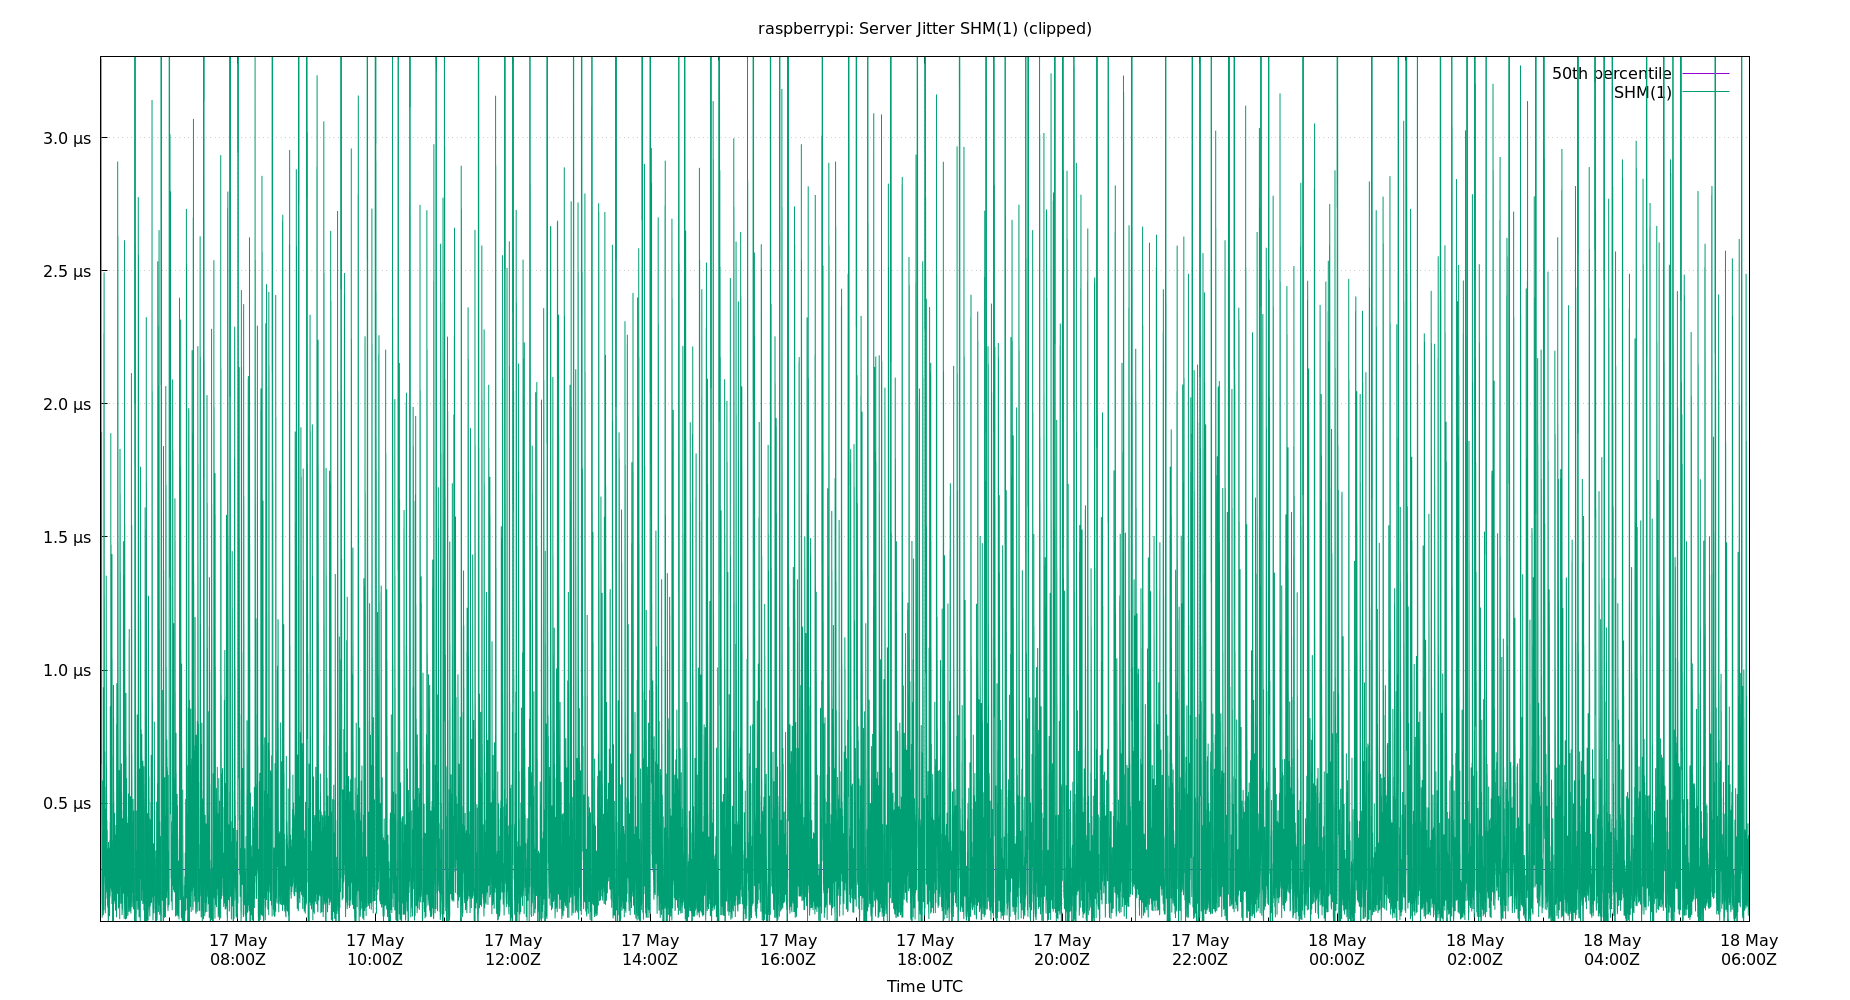 raspberrypi: Server Jitter SHM(1) (clipped)
50th percentile
SHM(1)
3.0 µs
2.5 µs
2.0 µs
1.5 µs
1.0 µs
0.5 µs
17 May 17 May 17 May 17 May 17 May 17 May 17 May 17 May 18 May 18 May 18 May 18 May
08:00Z 10:00Z 12:00Z 14:00Z 16:00Z 18:00Z 20:00Z 22:00Z 00:00Z 02:00Z 04:00Z 06:00Z
Time UTC